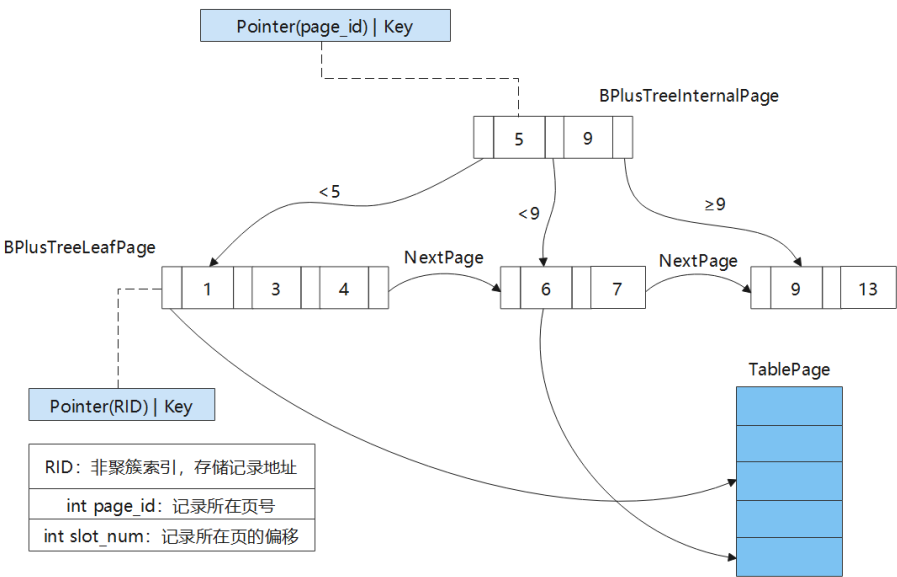 Pointer(page_id) | Key
BPlusTreeInternalPage
5
9
<5
<9
≥9
BPlusTreeLeafPage
NextPage
NextPage
1
3
4
6
7
9
13
TablePage
Pointer(RID) | Key
RID：非聚簇索引，存储记录地址
int page_id：记录所在页号
int slot_num：记录所在页的偏移